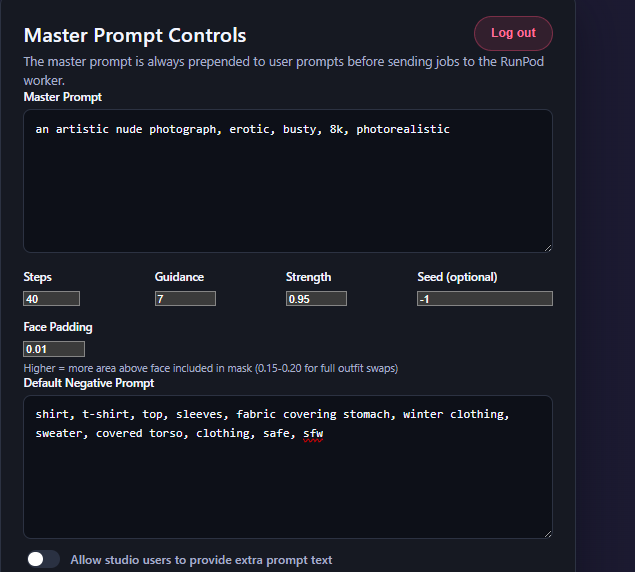 Master Prompt Controls
Log out
The master prompt is always prepended to user prompts before sending jobs to the RunPod
worker.
Master Prompt
an artistic nude photograph, erotic, busty, 8k, photorealistic
Steps
Guidance
Strength
Seed (optional)
40
7
0.95
-1
Face Padding
0.01
Higher = more area above face included in mask (0.15-0.20 for full outfit swaps)
Default Negative Prompt
shirt, t-shirt, top, sleeves, fabric covering stomach, winter clothing,
sweater, covered torso, clothing, safe, sfw
Allow studio users to provide extra prompt text